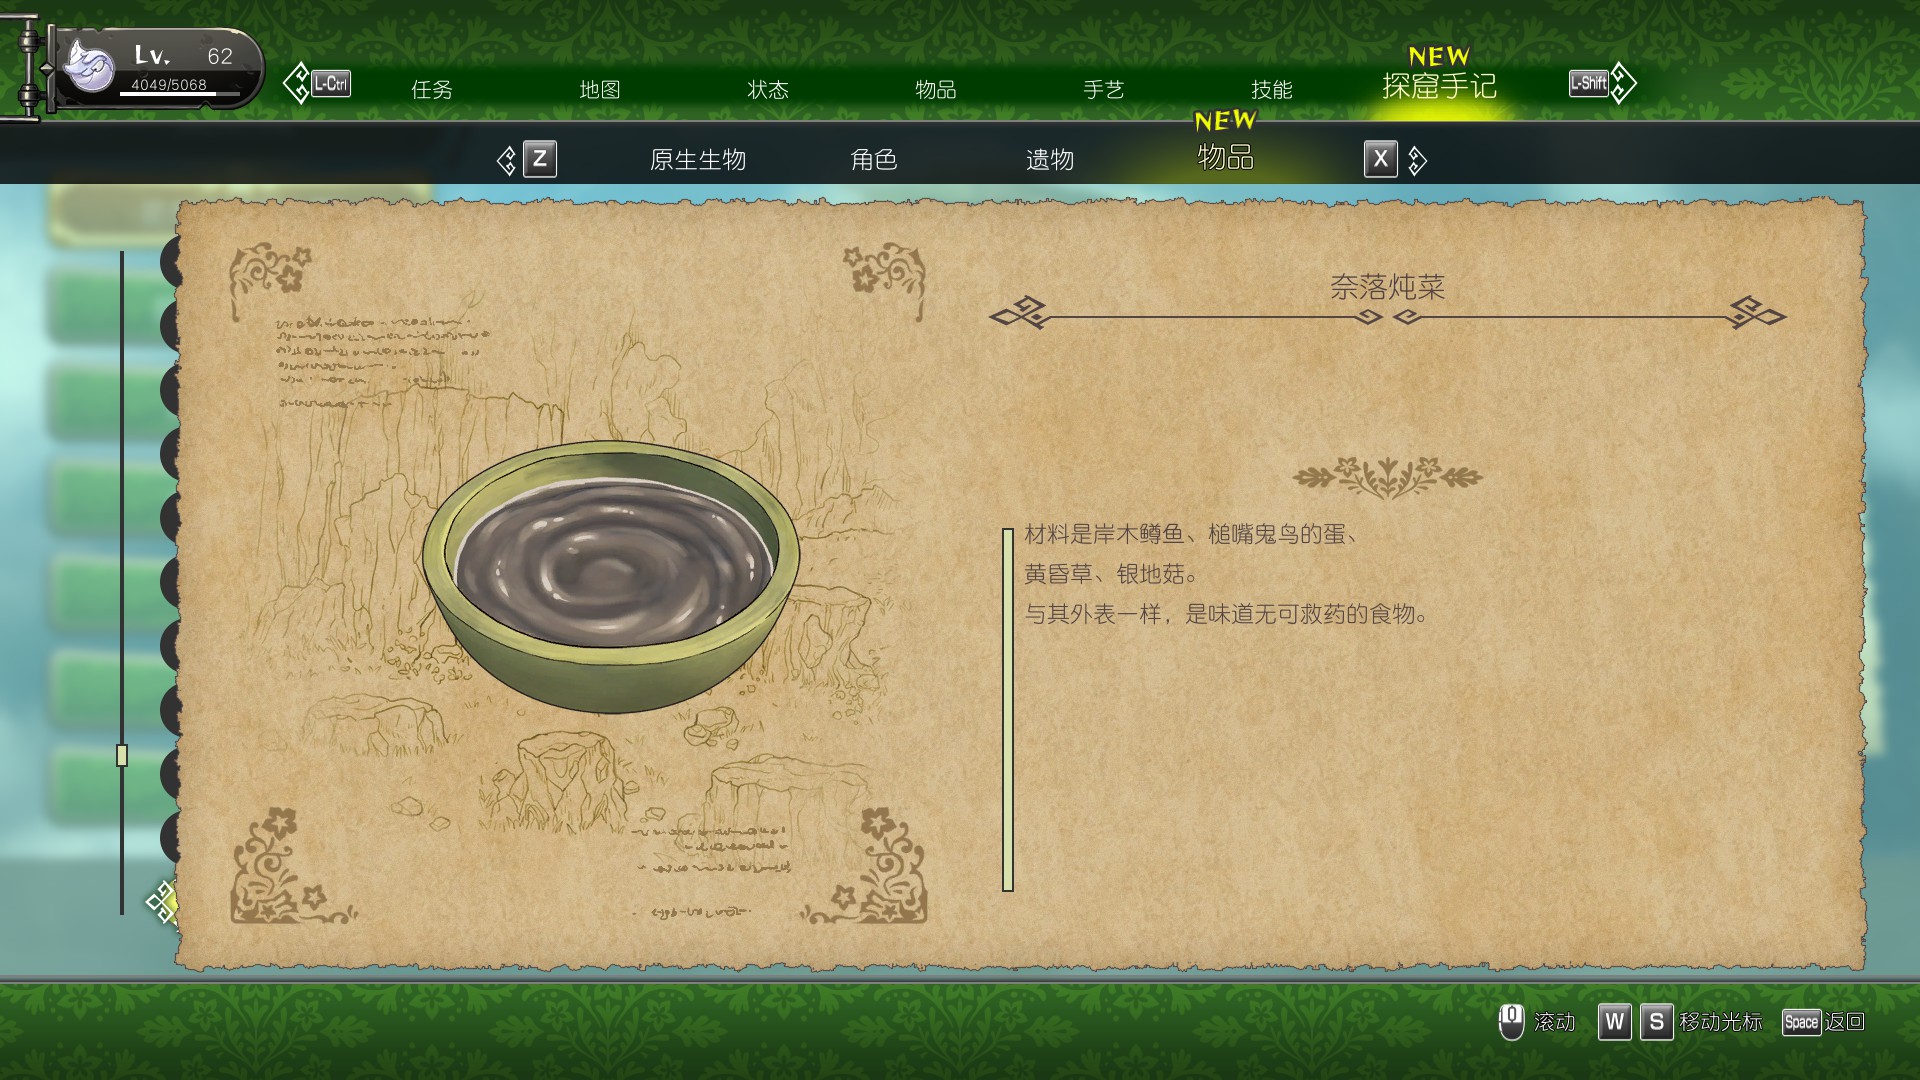 Lv. 62
4049/5068
L-Ctrl 任务 地图 状态 物品 手艺 技能 NEW 探窟手记 L-Shift
Z 原生生物 角色 遗物 NEW 物品 X
奈落炖菜
材料是岸木鳟鱼、槌嘴鬼鸟的蛋、
黄昏草、银地菇。
与其外表一样，是味道无可救药的食物。
滚动 W S 移动光标 Space 返回